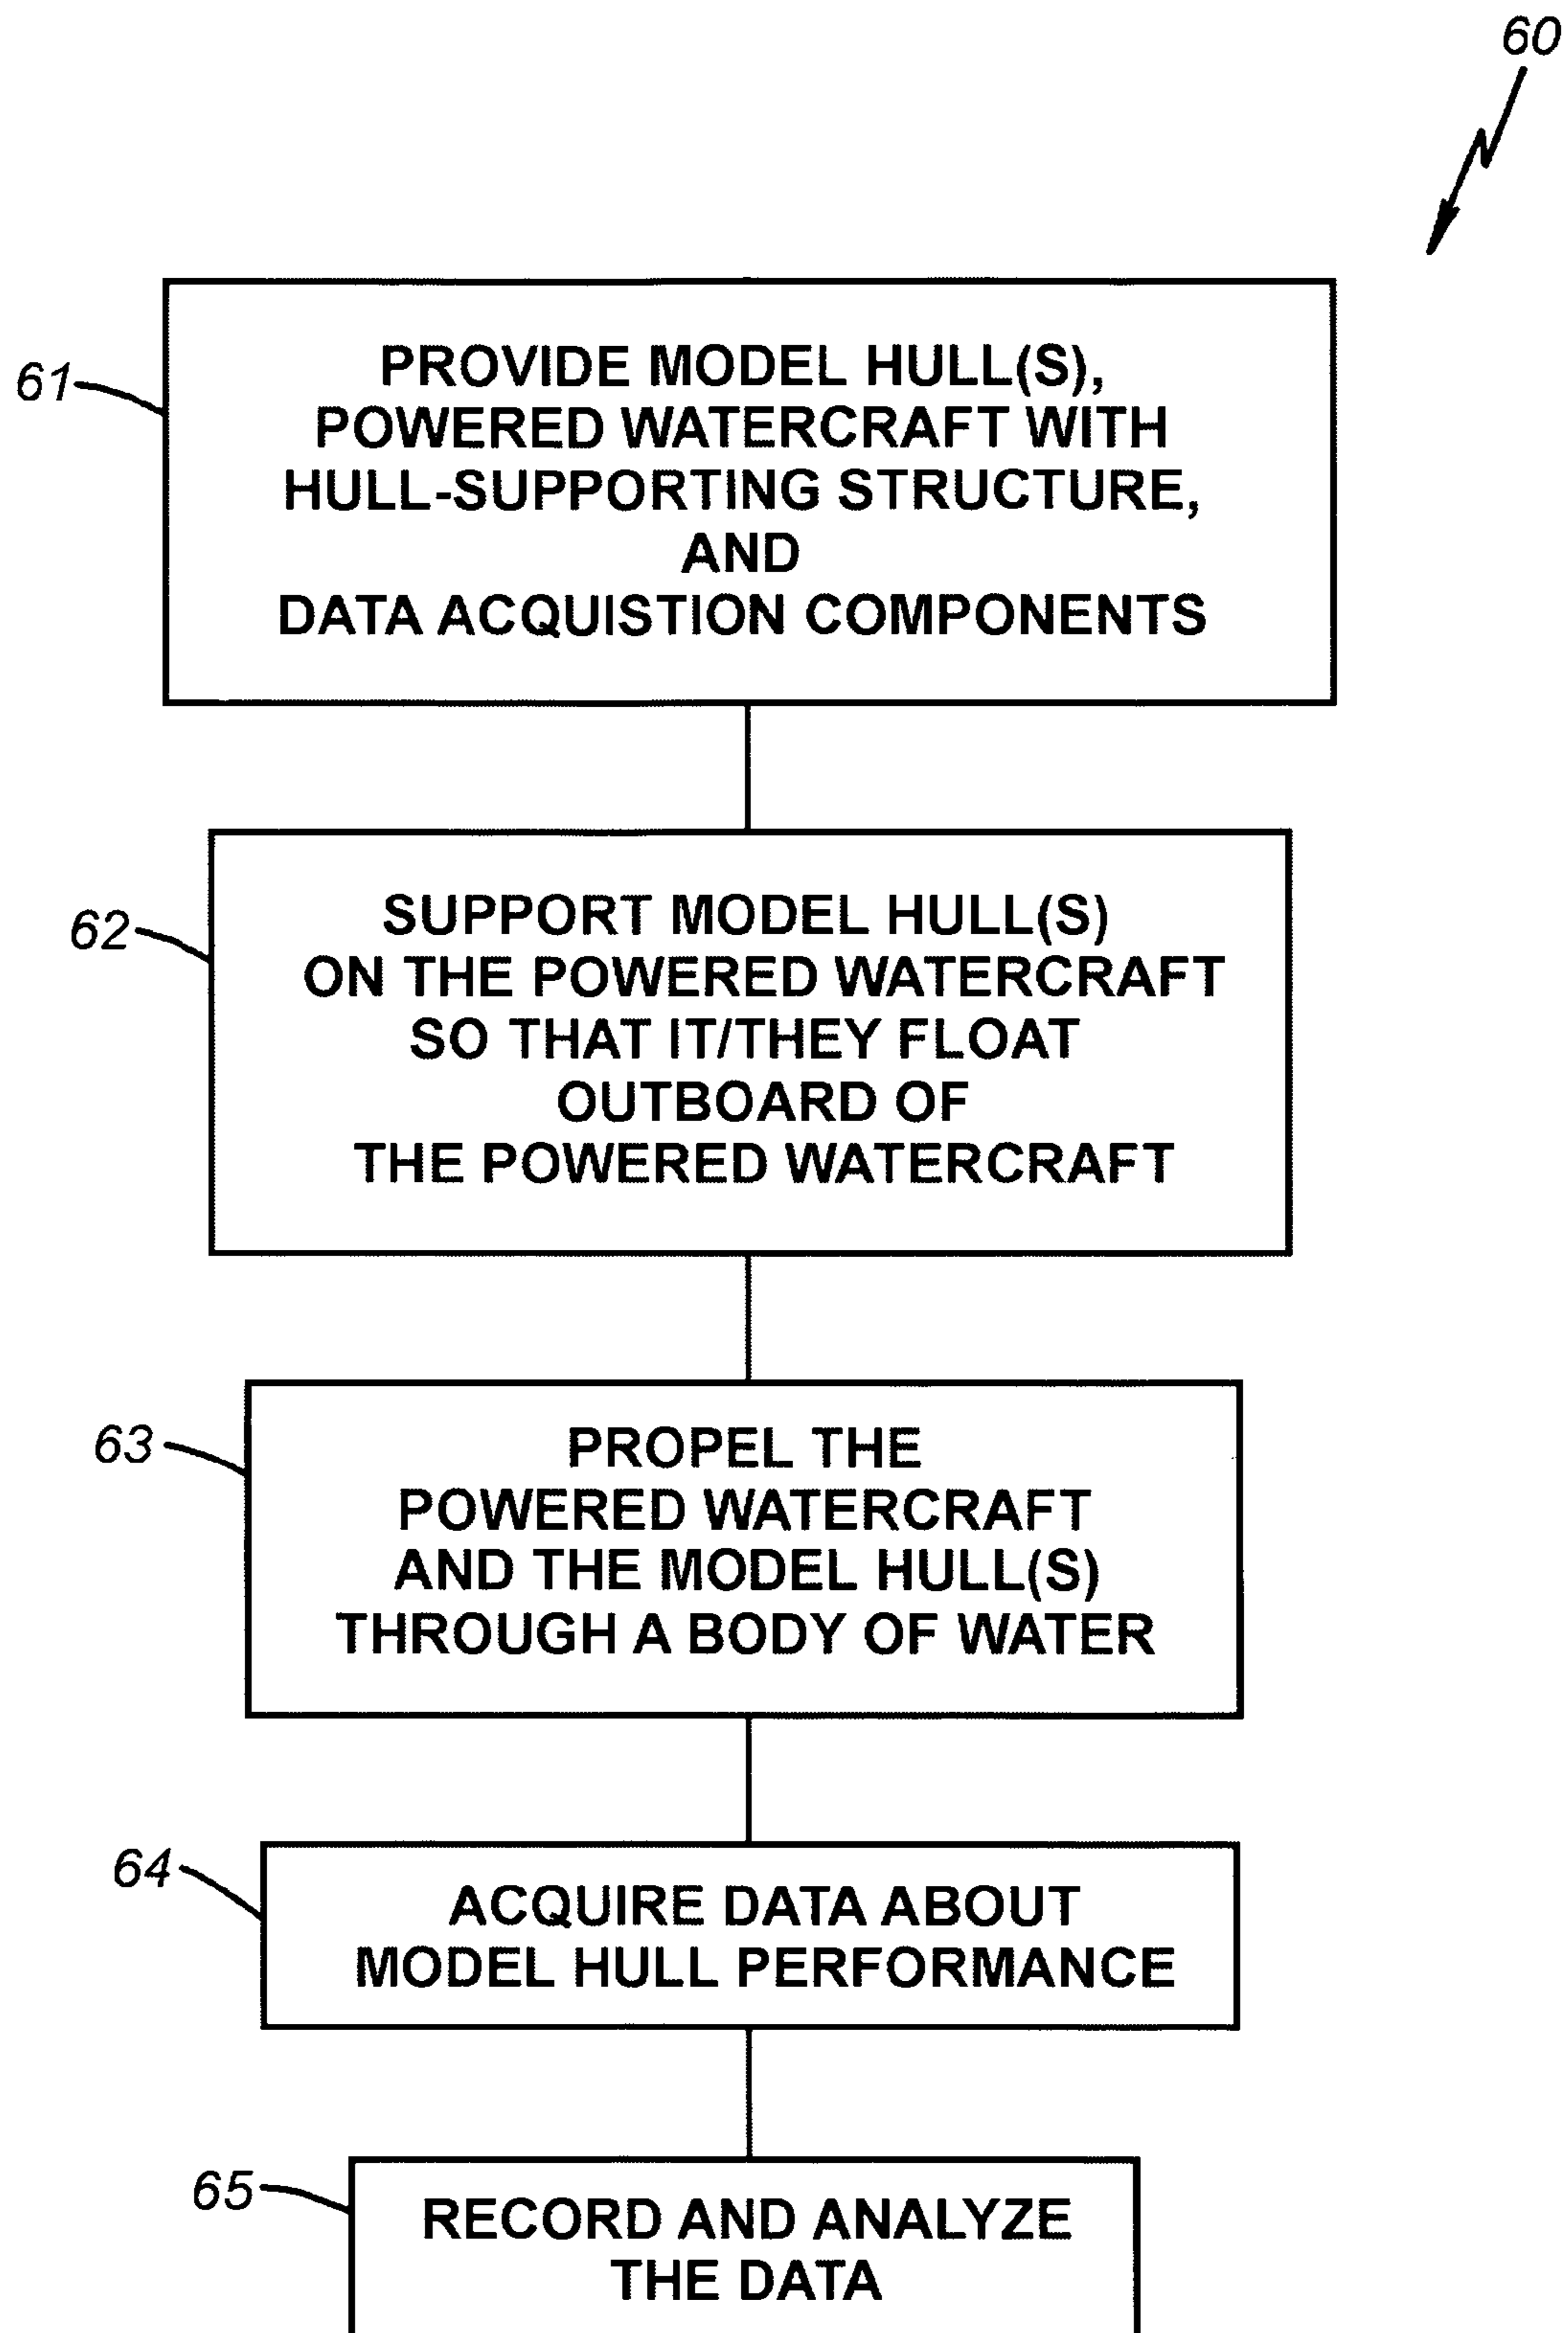 60
61
PROVIDE MODEL HULL(S),
POWERED WATERCRAFT WITH
HULL-SUPPORTING STRUCTURE,
AND
DATA ACQUISTION COMPONENTS
62
SUPPORT MODEL HULL(S)
ON THE POWERED WATERCRAFT
SO THAT IT/THEY FLOAT
OUTBOARD OF
THE POWERED WATERCRAFT
63
PROPEL THE
POWERED WATERCRAFT
AND THE MODEL HULL(S)
THROUGH A BODY OF WATER
64
ACQUIRE DATA ABOUT
MODEL HULL PERFORMANCE
65
RECORD AND ANALYZE
THE DATA